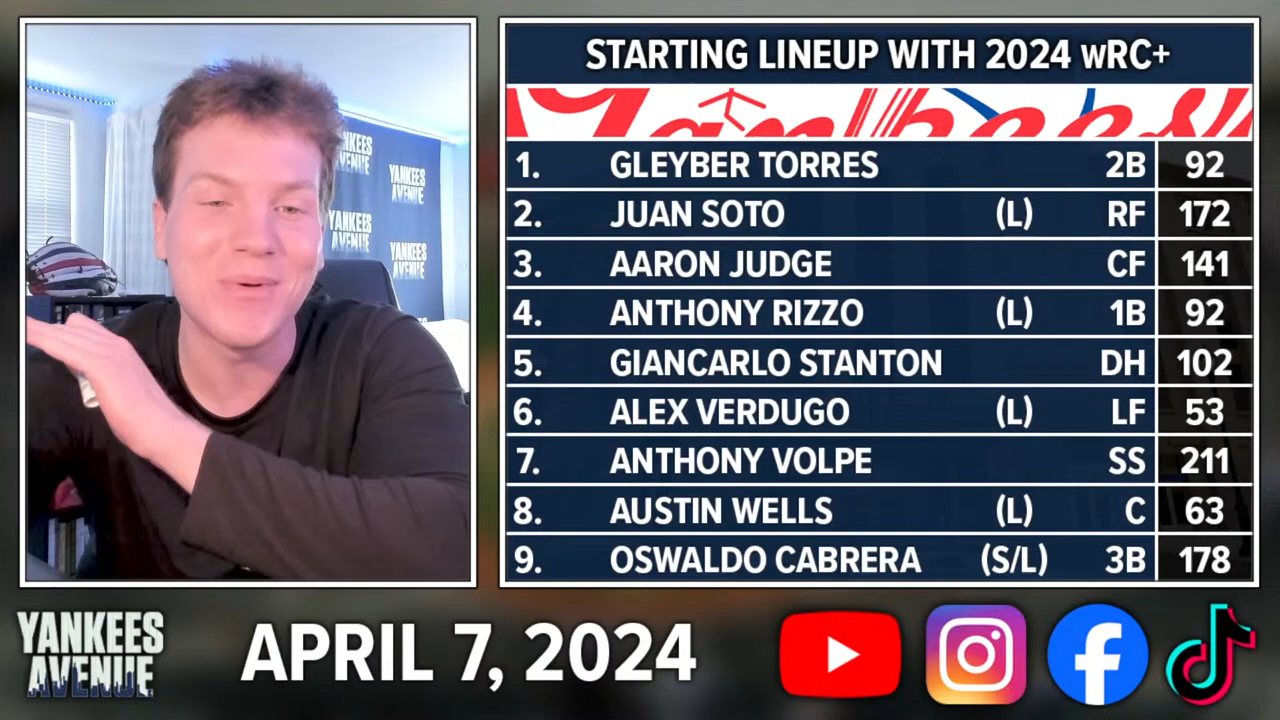 YANKEES
AVENUE
YANKEES
AVENUE
YANKEES
AVENUE
YANKEES
AVENUE
STARTING LINEUP WITH 2024 wRC+
Yankees
1. GLEYBER TORRES 2B 92
2. JUAN SOTO (L) RF 172
3. AARON JUDGE CF 141
4. ANTHONY RIZZO (L) 1B 92
5. GIANCARLO STANTON DH 102
6. ALEX VERDUGO (L) LF 53
7. ANTHONY VOLPE SS 211
8. AUSTIN WELLS (L) C 63
9. OSWALDO CABRERA (S/L) 3B 178
YANKEES
AVENUE
APRIL 7, 2024